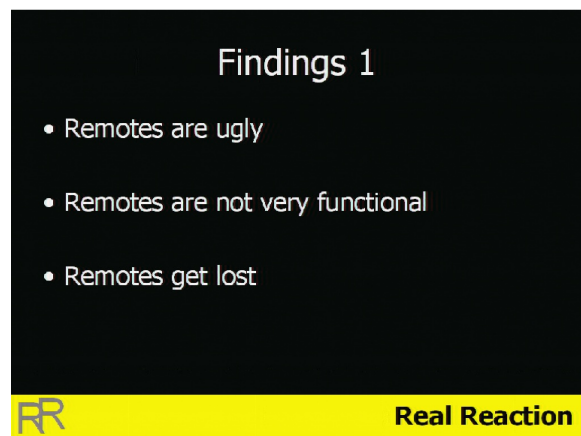 Findings 1
• Remotes are ugly
• Remotes are not very functional
• Remotes get lost
RR Real Reaction